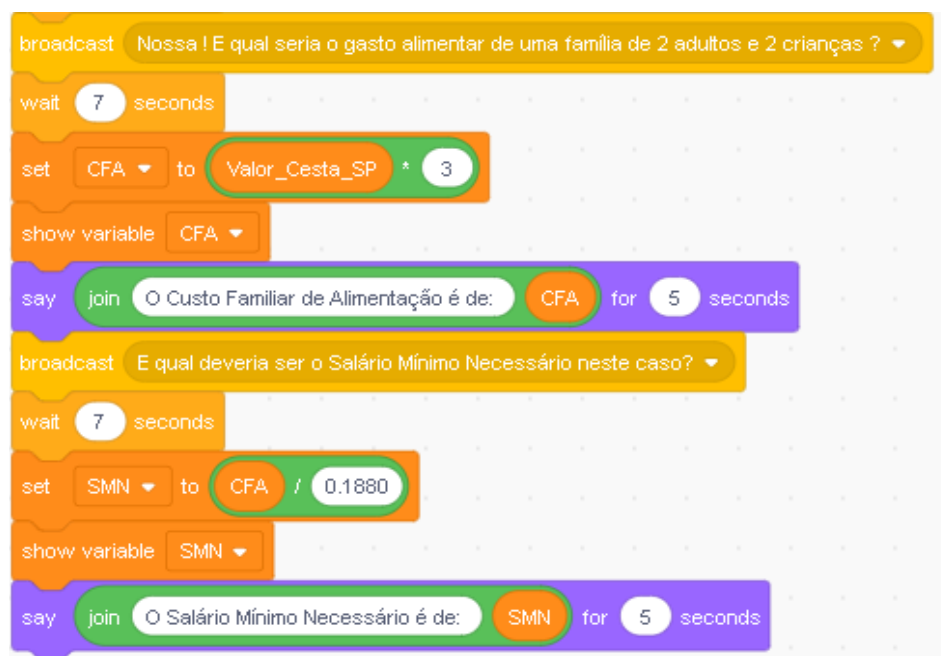 broadcast Nossa ! E qual seria o gasto alimentar de uma família de 2 adultos e 2 crianças ?
wait 7 seconds
set CFA to Valor_Cesta_SP * 3
show variable CFA
say join O Custo Familiar de Alimentação é de: CFA for 5 seconds
broadcast E qual deveria ser o Salário Mínimo Necessário neste caso?
wait 7 seconds
set SMN to CFA / 0.1880
show variable SMN
say join O Salário Mínimo Necessário é de: SMN for 5 seconds